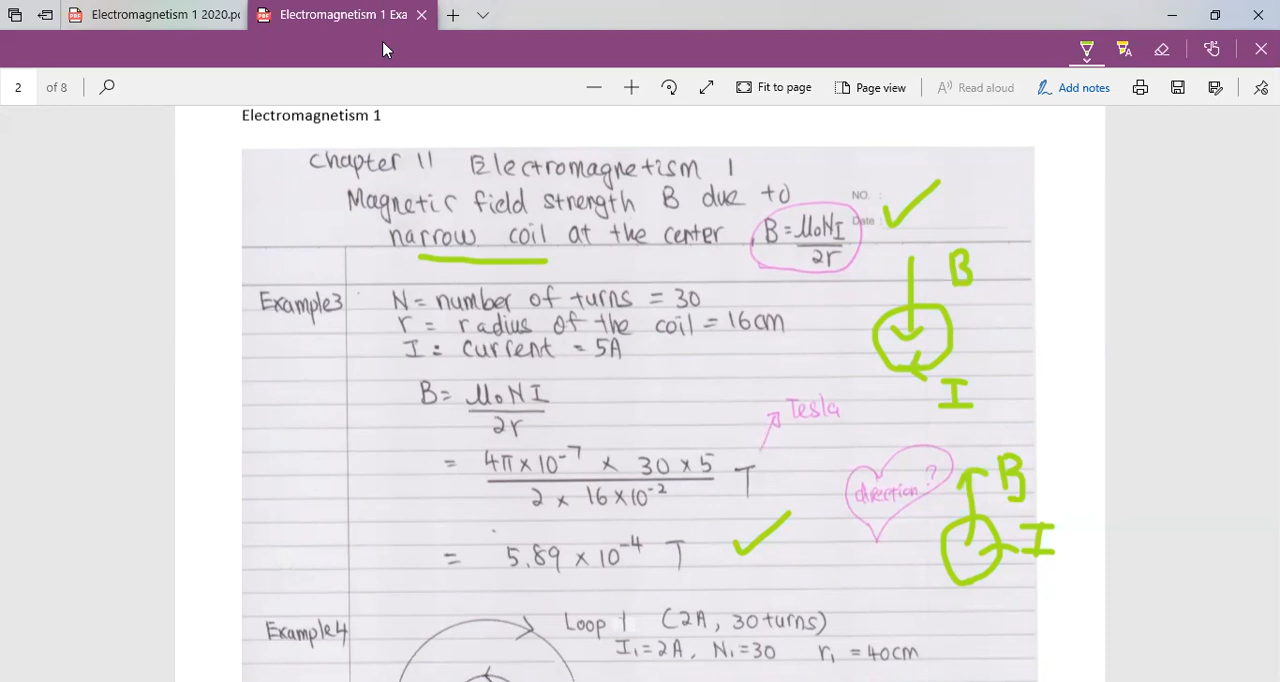 Electromagnetism 1 2020.pd
Electromagnetism 1 Exa
2 of 8
Fit to page
Page view
Read aloud
Add notes
Electromagnetism 1
Chapter 11 Electromagnetism 1
Magnetic field strength B due to
narrow coil at the center B = μ₀NI / 2r
NO. :
Date :
B
I
Example3 N = number of turns = 30
r = radius of the coil = 16cm
I = current = 5A
B = μ₀NI / 2r
Tesla
= 4π×10⁻⁷ × 30 × 5 / 2 × 16×10⁻² T
direction?
B
I
= 5.89 × 10⁻⁴ T
Example4 Loop 1 (2A, 30 turns)
I₁=2A, N₁=30 r₁ = 40cm